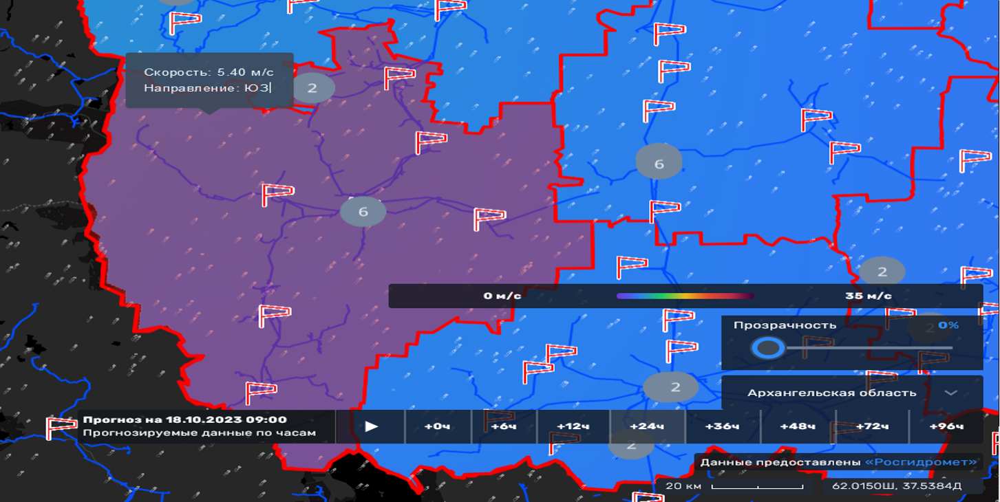 Скорость: 5.40 м/с
Направление: ЮЗ
2
6
6
0 м/с
35 м/с
2
2
Прозрачность
0%
2
Архангельская область
Прогноз на 18.10.2023 09:00
Прогнозируемые данные по часам
+0ч
+6ч
+12ч
+24ч
+36ч
+48ч
+72ч
+96ч
2
Данные предоставлены «Росгидромет»
20 км
62.0150Ш, 37.5384Д